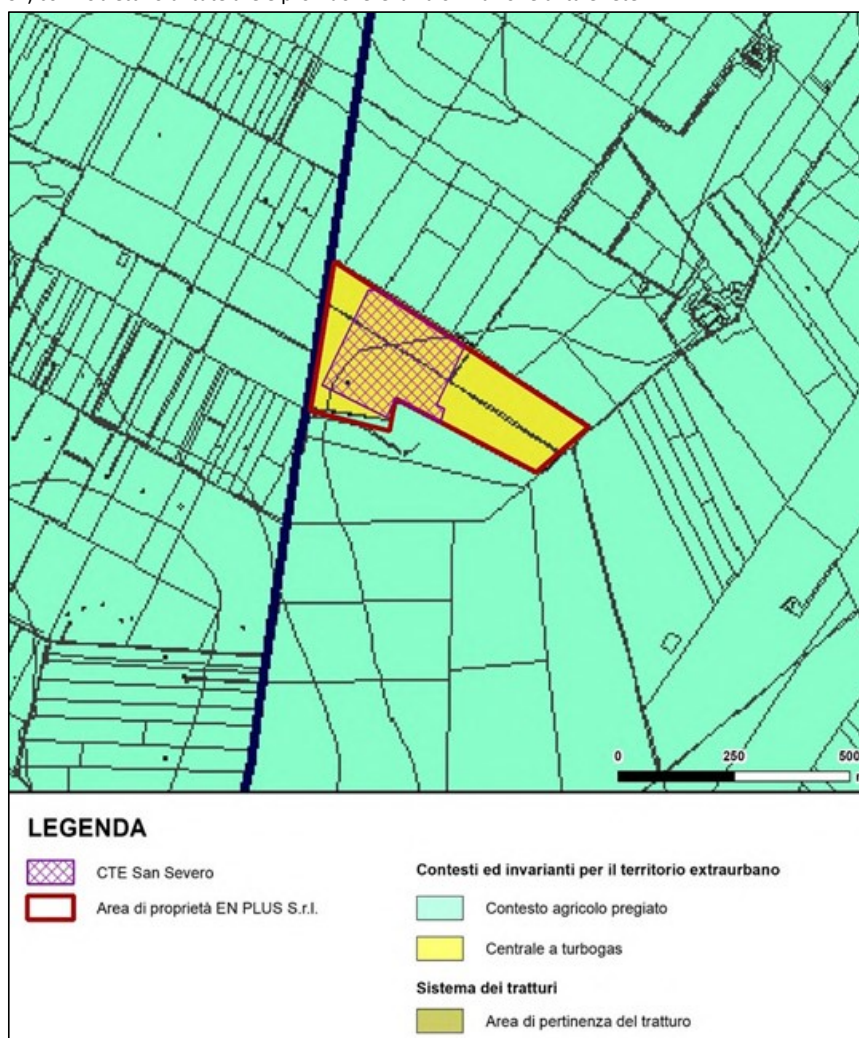 0 250 500
LEGENDA
CTE San Severo
Area di proprietà EN PLUS S.r.l.
Contesti ed invarianti per il territorio extraurbano
Contesto agricolo pregiato
Centrale a turbogas
Sistema dei tratturi
Area di pertinenza del tratturo